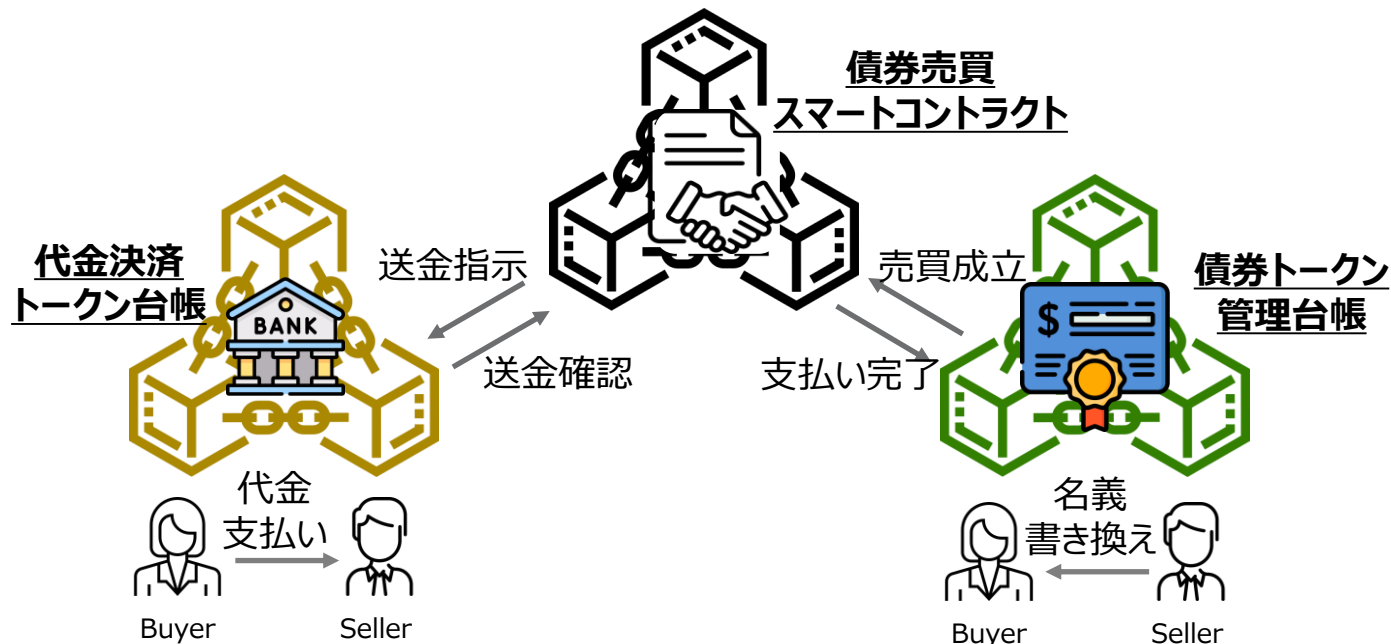 債券売買
スマートコントラクト
代金決済
トークン台帳
送金指示
売買成立
債券トークン
管理台帳
BANK
$
送金確認
支払い完了
代金
支払い
名義
書き換え
Buyer
Seller
Buyer
Seller